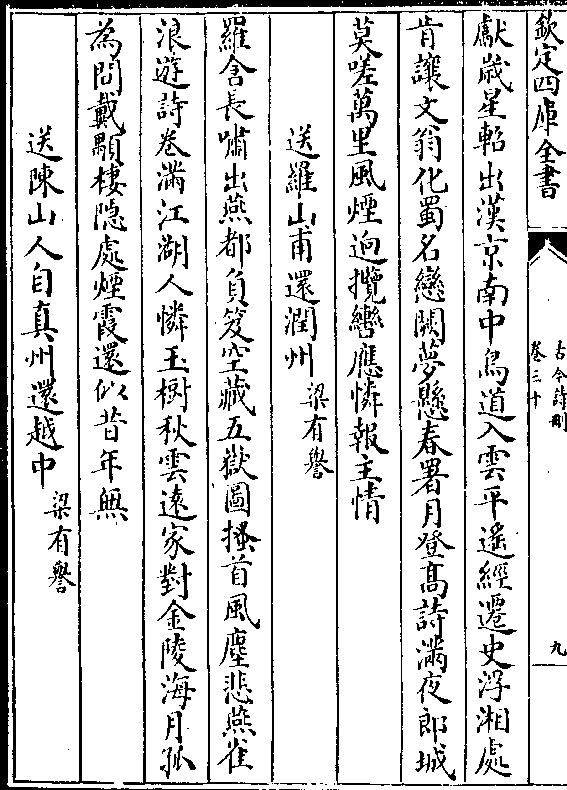 欽定四庫全書
古今詩刪
卷三十
九
獻歲星軺出漢京南中鳥道入雲平遙經遷史浮湘處
肯讓文翁化蜀名戀闕夢懸春署月登高詩滿夜郎城
莫嗟萬里風煙迥攬轡應憐報主情
送羅山甫還潤州 梁有譽
羅含長嘯出燕都負笈空藏五嶽圖搔首風塵悲燕雀
浪遊詩卷滿江湖人憐玉樹秋雲遠家對金陵海月孤
為問戴顒棲隱處煙霞還似昔年無
送陳山人自真州還越中 梁有譽